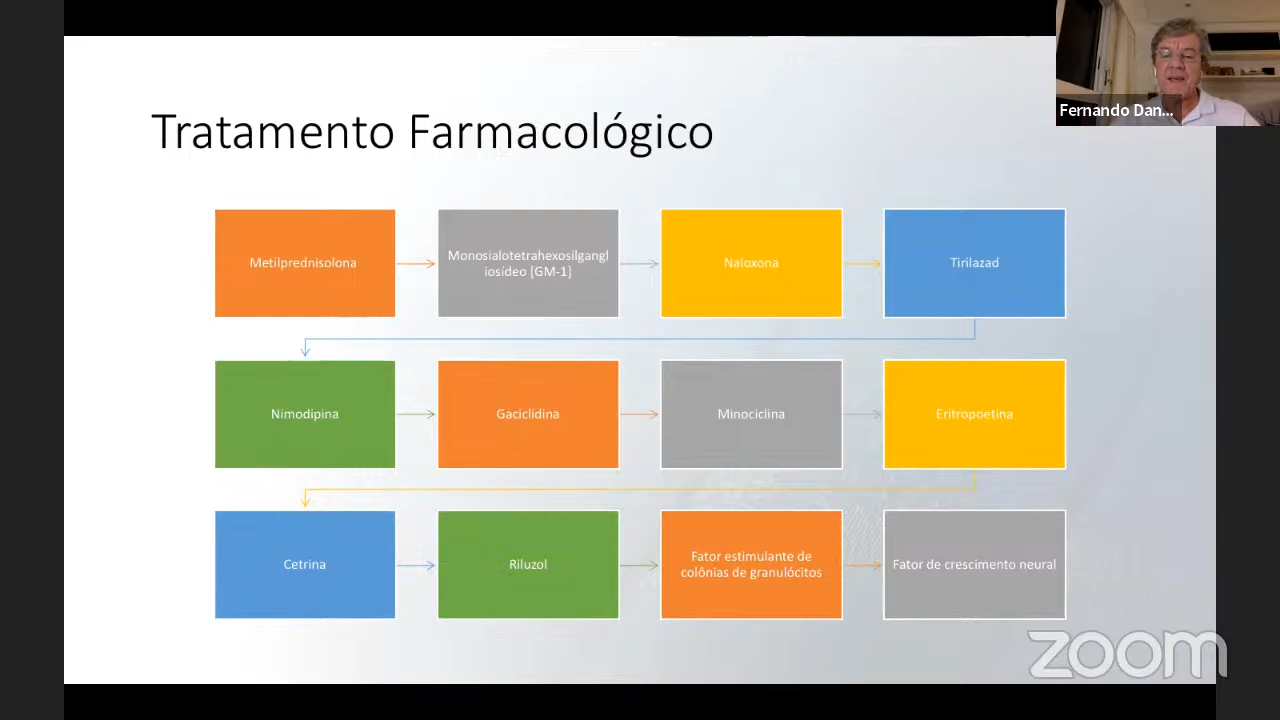 Fernando Dan...
Tratamento Farmacológico
Metilprednisolona
Monosialotetrahexosilgangl
iosídeo [GM-1]
Naloxona
Tirilazad
Nimodipina
Gaciclidina
Minociclina
Eritropoetina
Cetrina
Riluzol
Fator estimulante de
colônias de granulócitos
Fator de crescimento neural
zoom